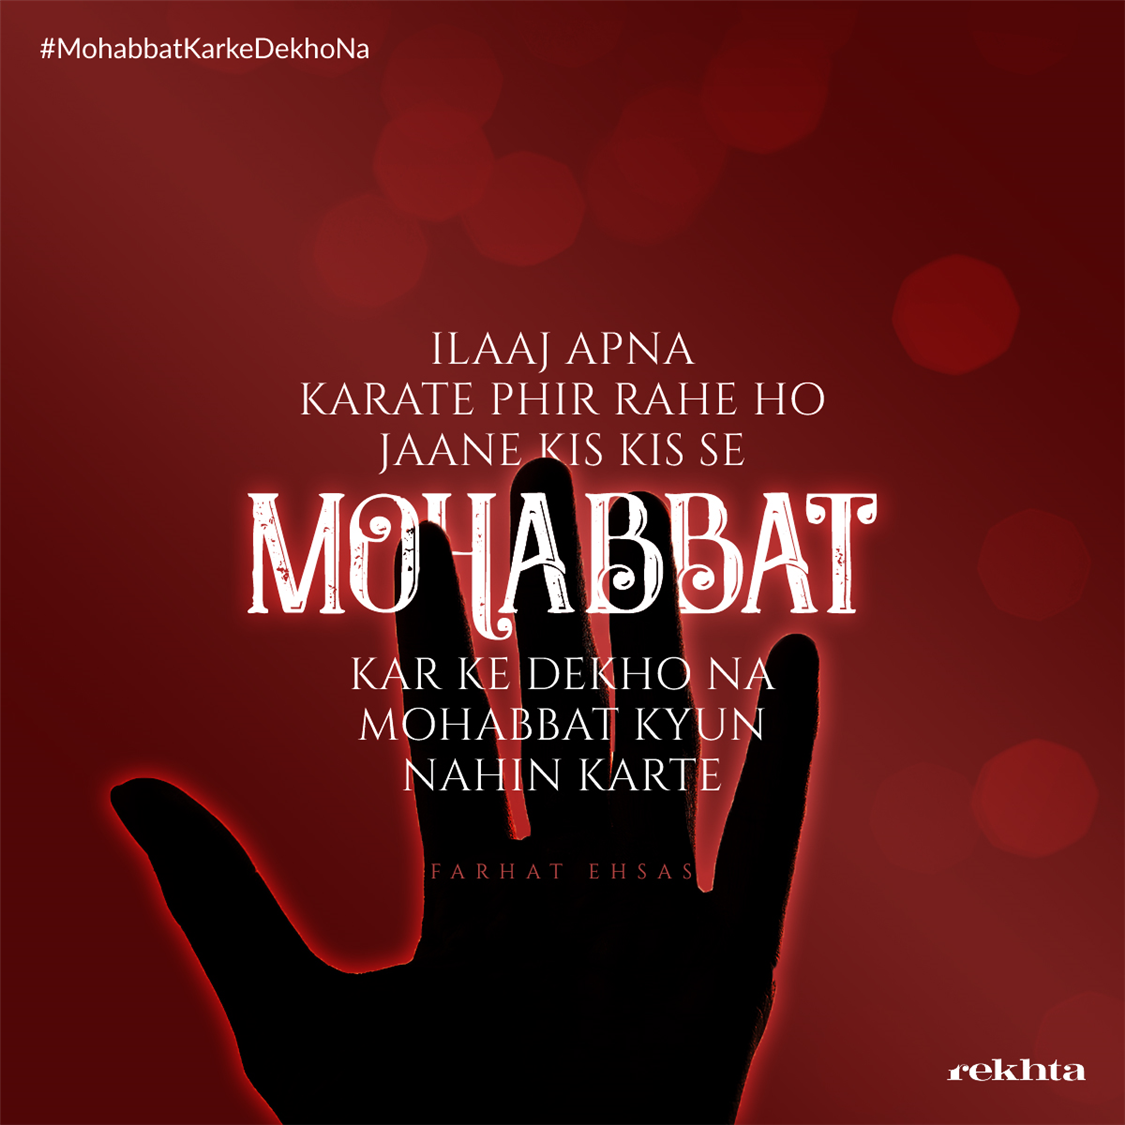 #MohabbatKarkeDekhoNa
ILAAJ APNA
KARATE PHIR RAHE HO
JAANE KIS KIS SE
MOHABBAT
KAR KE DEKHO NA
MOHABBAT KYUN
NAHIN KARTE
FARHAT EHSAS
rekhta